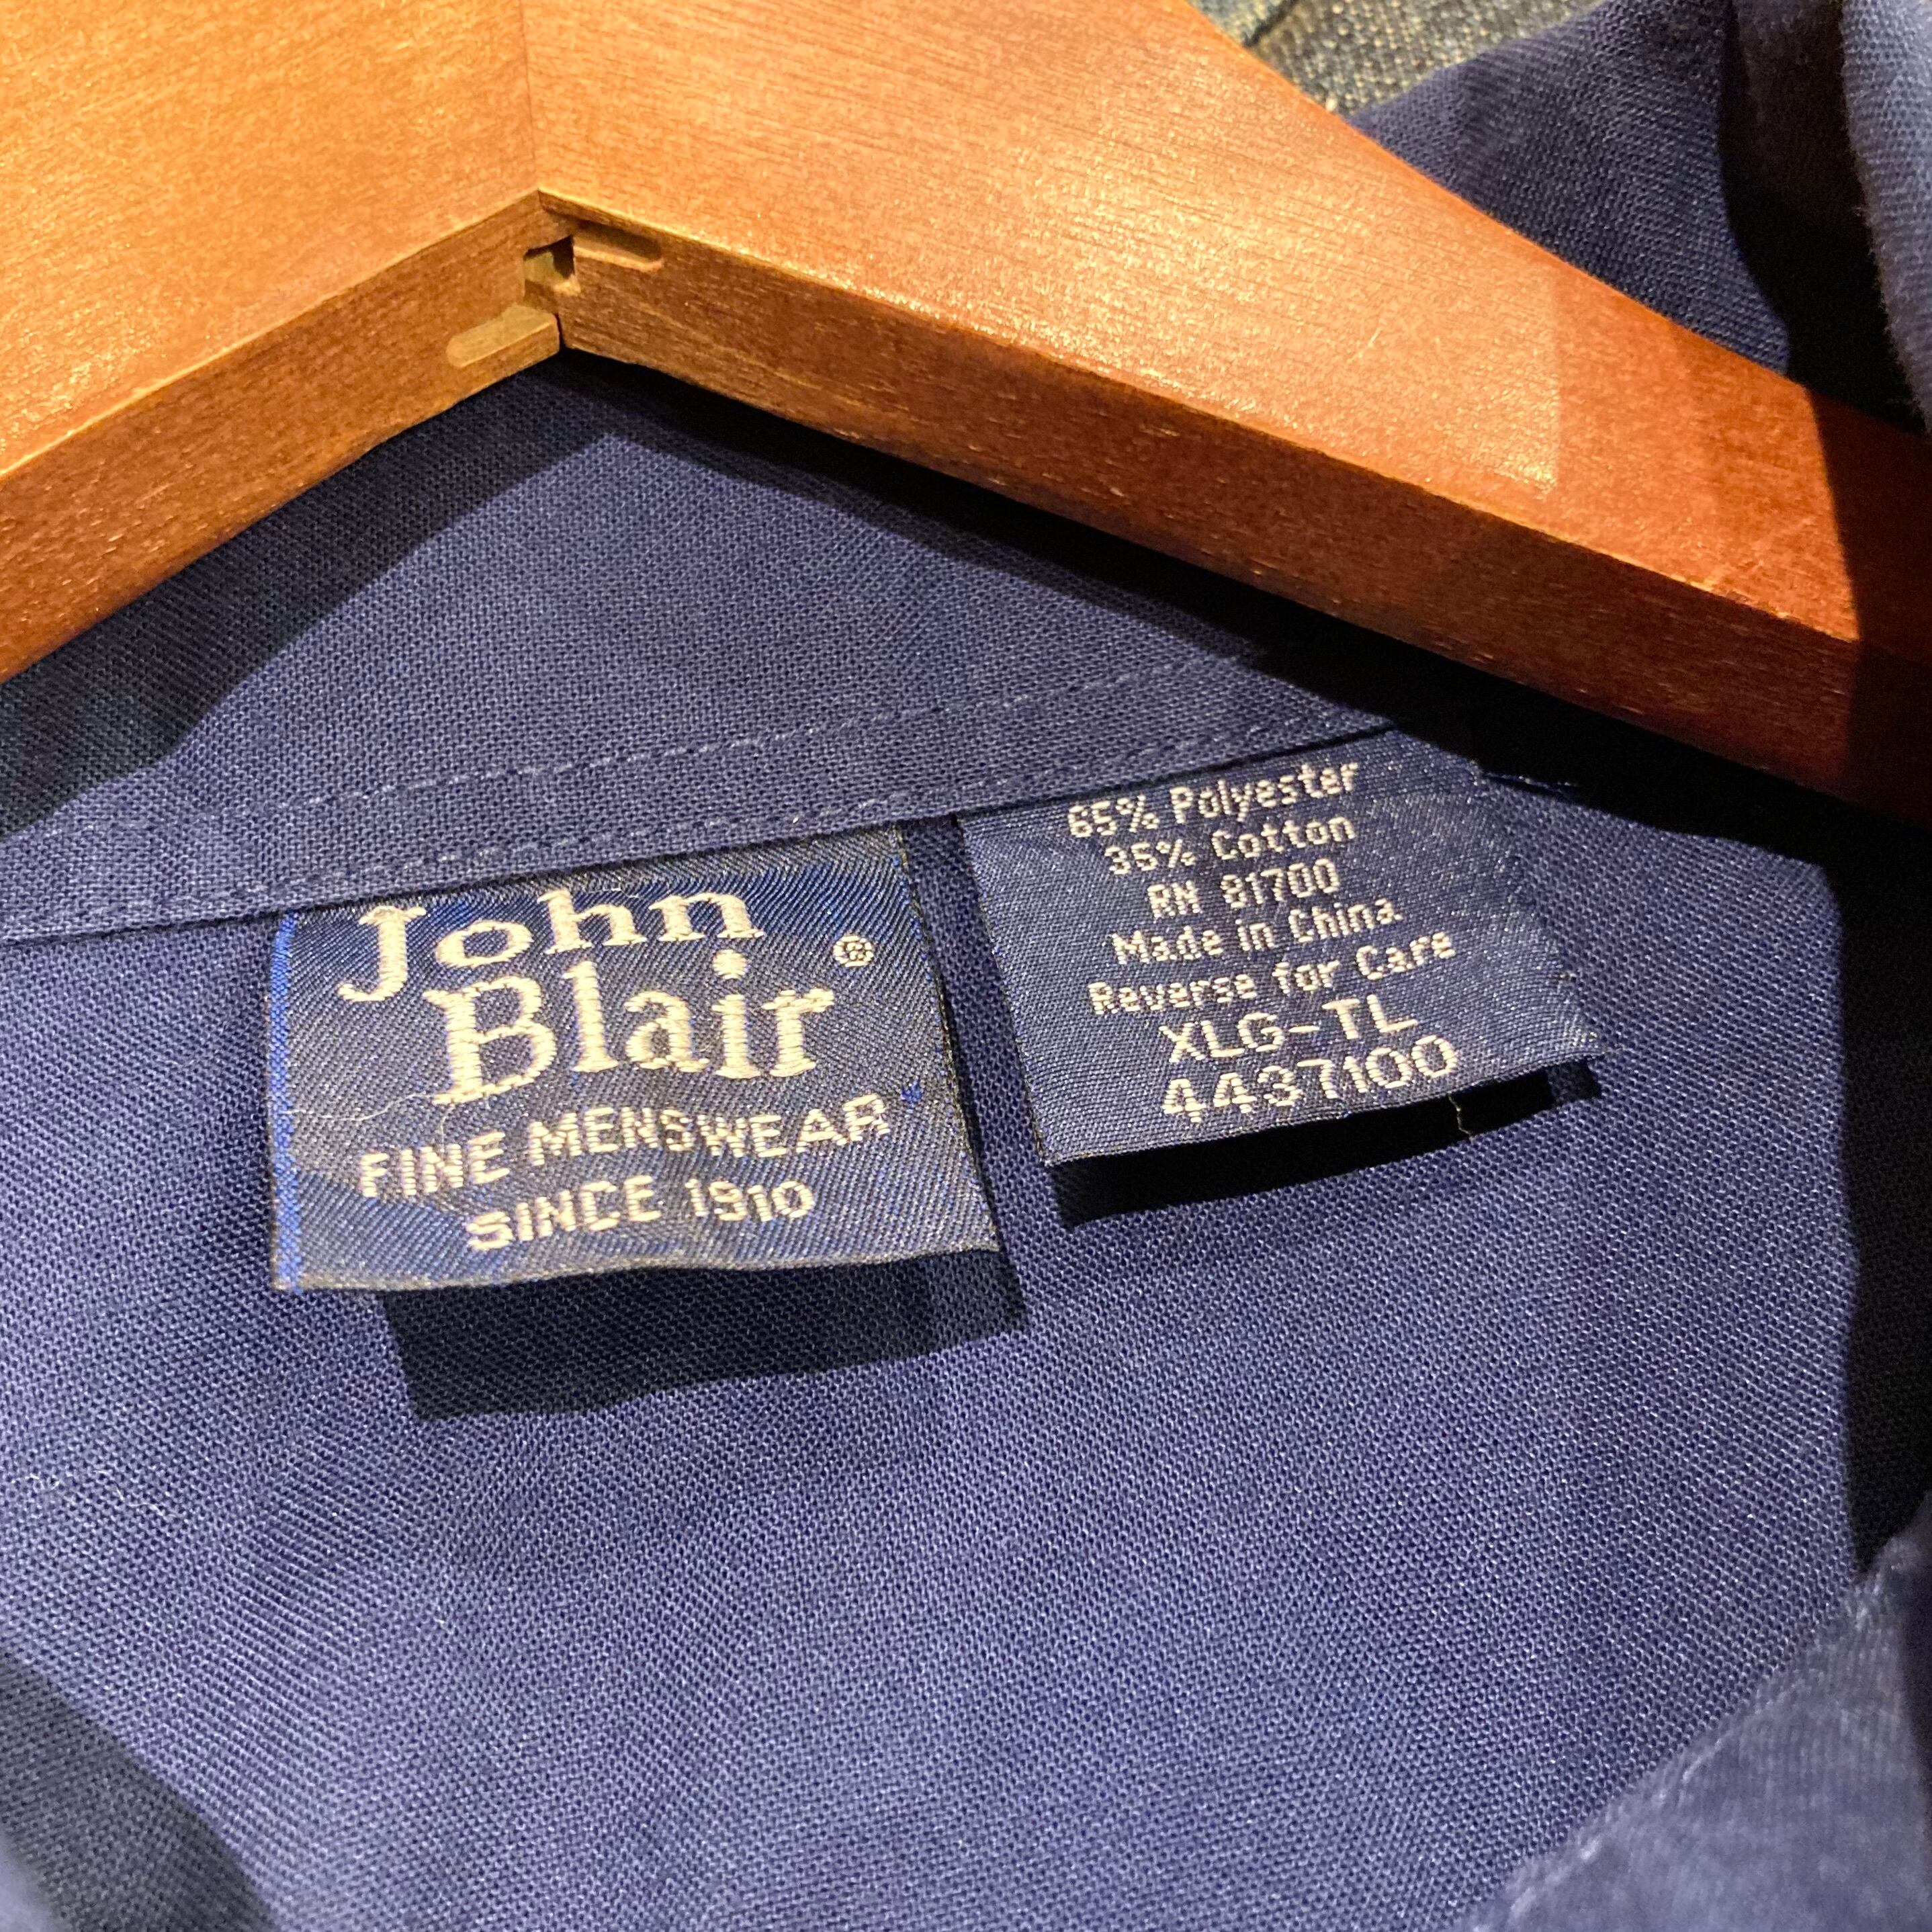 John
Blair®
FINE MENSWEAR
SINCE 1910
65% Polyester
35% Cotton
RN 81700
Made in China
Reverse for Care
XLG-TL
4437100